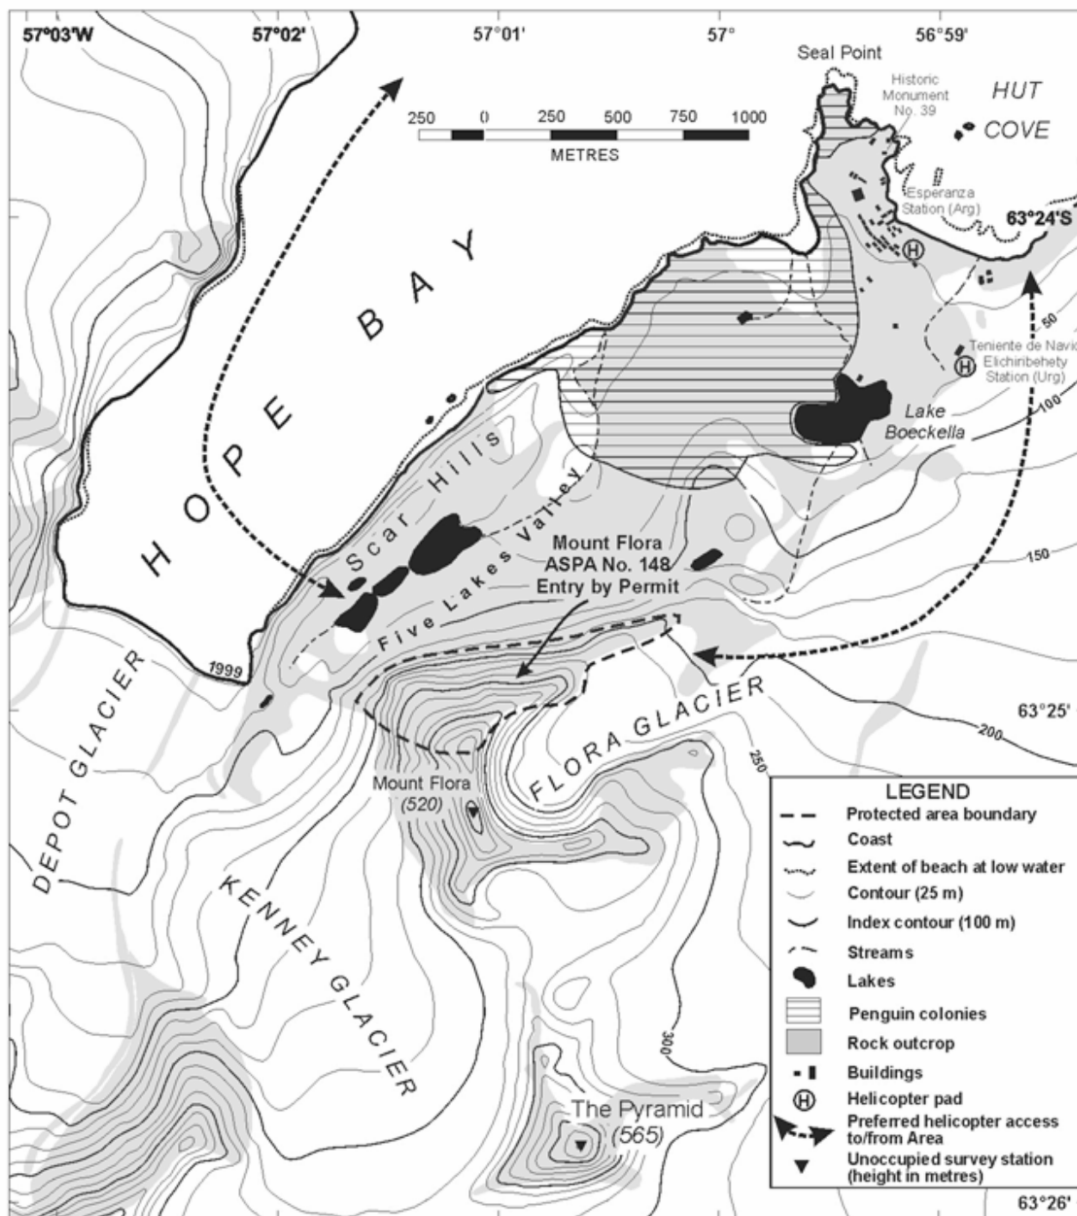 57°03'W
57°02'
57°01'
57°
56°59'
Seal Point
Historic
Monument
No. 39
HUT
COVE
250 0 250 500 750 1000
METRES
Esperanza
Station (Arg)
63°24'S
H
H O P E B A Y
50
Teniente de Navio
Elichiribehety
Station (Urg)
H
100
Lake
Boeckella
Scar Hills
Five Lakes Valley
Mount Flora
ASPA No. 148
Entry by Permit
150
1999
DEPOT GLACIER
FLORA GLACIER
63°25'
200
250
Mount Flora
(520)
KENNEY GLACIER
300
The Pyramid
(565)
LEGEND
Protected area boundary
Coast
Extent of beach at low water
Contour (25 m)
Index contour (100 m)
Streams
Lakes
Penguin colonies
Rock outcrop
Buildings
H Helicopter pad
Preferred helicopter access
to/from Area
Unoccupied survey station
(height in metres)
63°26'